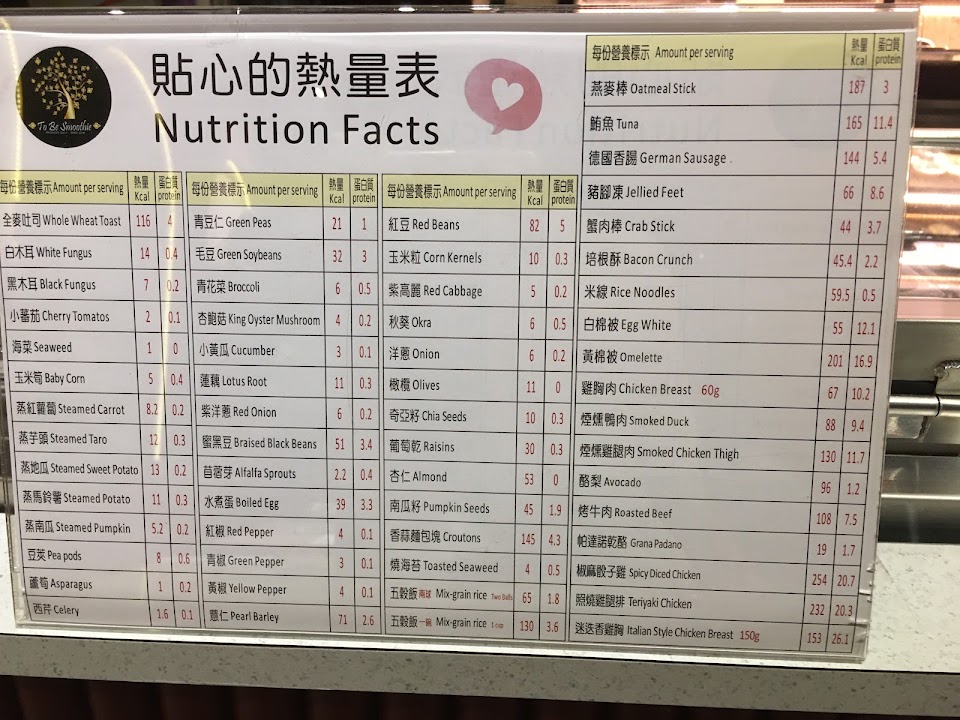 To Be Smoothie
貼心的熱量表
Nutrition Facts
每份營養標示 Amount per serving 熱量 Kcal 蛋白質 protein
全麥吐司 Whole Wheat Toast 116 4
白木耳 White Fungus 14 0.4
黑木耳 Black Fungus 7 0.2
小蕃茄 Cherry Tomatos 2 0.1
海菜 Seaweed 1 0
玉米筍 Baby Corn 5 0.4
蒸紅蘿蔔 Steamed Carrot 8.2 0.2
蒸芋頭 Steamed Taro 12 0.3
蒸地瓜 Steamed Sweet Potato 13 0.2
蒸馬鈴薯 Steamed Potato 11 0.3
蒸南瓜 Steamed Pumpkin 5.2 0.2
豆莢 Pea pods 8 0.6
蘆筍 Asparagus 1 0.2
西芹 Celery 1.6 0.1
每份營養標示 Amount per serving 熱量 Kcal 蛋白質 protein
青豆仁 Green Peas 21 1
毛豆 Green Soybeans 32 3
青花菜 Broccoli 6 0.5
杏鮑菇 King Oyster Mushroom 4 0.2
小黃瓜 Cucumber 3 0.1
蓮藕 Lotus Root 11 0.3
紫洋蔥 Red Onion 6 0.2
蜜黑豆 Braised Black Beans 51 3.4
苜蓿芽 Alfalfa Sprouts 2.2 0.4
水煮蛋 Boiled Egg 39 3.3
紅椒 Red Pepper 4 0.1
青椒 Green Pepper 3 0.1
黃椒 Yellow Pepper 4 0.1
薏仁 Pearl Barley 71 2.6
每份營養標示 Amount per serving 熱量 Kcal 蛋白質 protein
紅豆 Red Beans 82 5
玉米粒 Corn Kernels 10 0.3
紫高麗 Red Cabbage 5 0.2
秋葵 Okra 6 0.5
洋蔥 Onion 6 0.2
橄欖 Olives 11 0
奇亞籽 Chia Seeds 10 0.3
葡萄乾 Raisins 30 0.3
杏仁 Almond 53 0
南瓜籽 Pumpkin Seeds 45 1.9
香蒜麵包塊 Croutons 145 4.3
燒海苔 Toasted Seaweed 4 0.5
五穀飯 兩球 Mix-grain rice Two Balls 65 1.8
五穀飯 一碗 Mix-grain rice 1 cup 130 3.6
每份營養標示 Amount per serving 熱量 Kcal 蛋白質 protein
燕麥棒 Oatmeal Stick 187 3
鮪魚 Tuna 165 11.4
德國香腸 German Sausage . 144 5.4
豬腳凍 Jellied Feet 66 8.6
蟹肉棒 Crab Stick 44 3.7
培根酥 Bacon Crunch 45.4 2.2
米線 Rice Noodles 59.5 0.5
白棉被 Egg White 55 12.1
黃棉被 Omelette 201 16.9
雞胸肉 Chicken Breast 60g 67 10.2
煙燻鴨肉 Smoked Duck 88 9.4
煙燻雞腿肉 Smoked Chicken Thigh 130 11.7
酪梨 Avocado 96 1.2
烤牛肉 Roasted Beef 108 7.5
帕達諾乾酪 Grana Padano 19 1.7
椒麻骰子雞 Spicy Diced Chicken 254 20.7
照燒雞腿排 Teriyaki Chicken 232 20.3
迷迭香雞胸 Italian Style Chicken Breast 150g 153 26.1